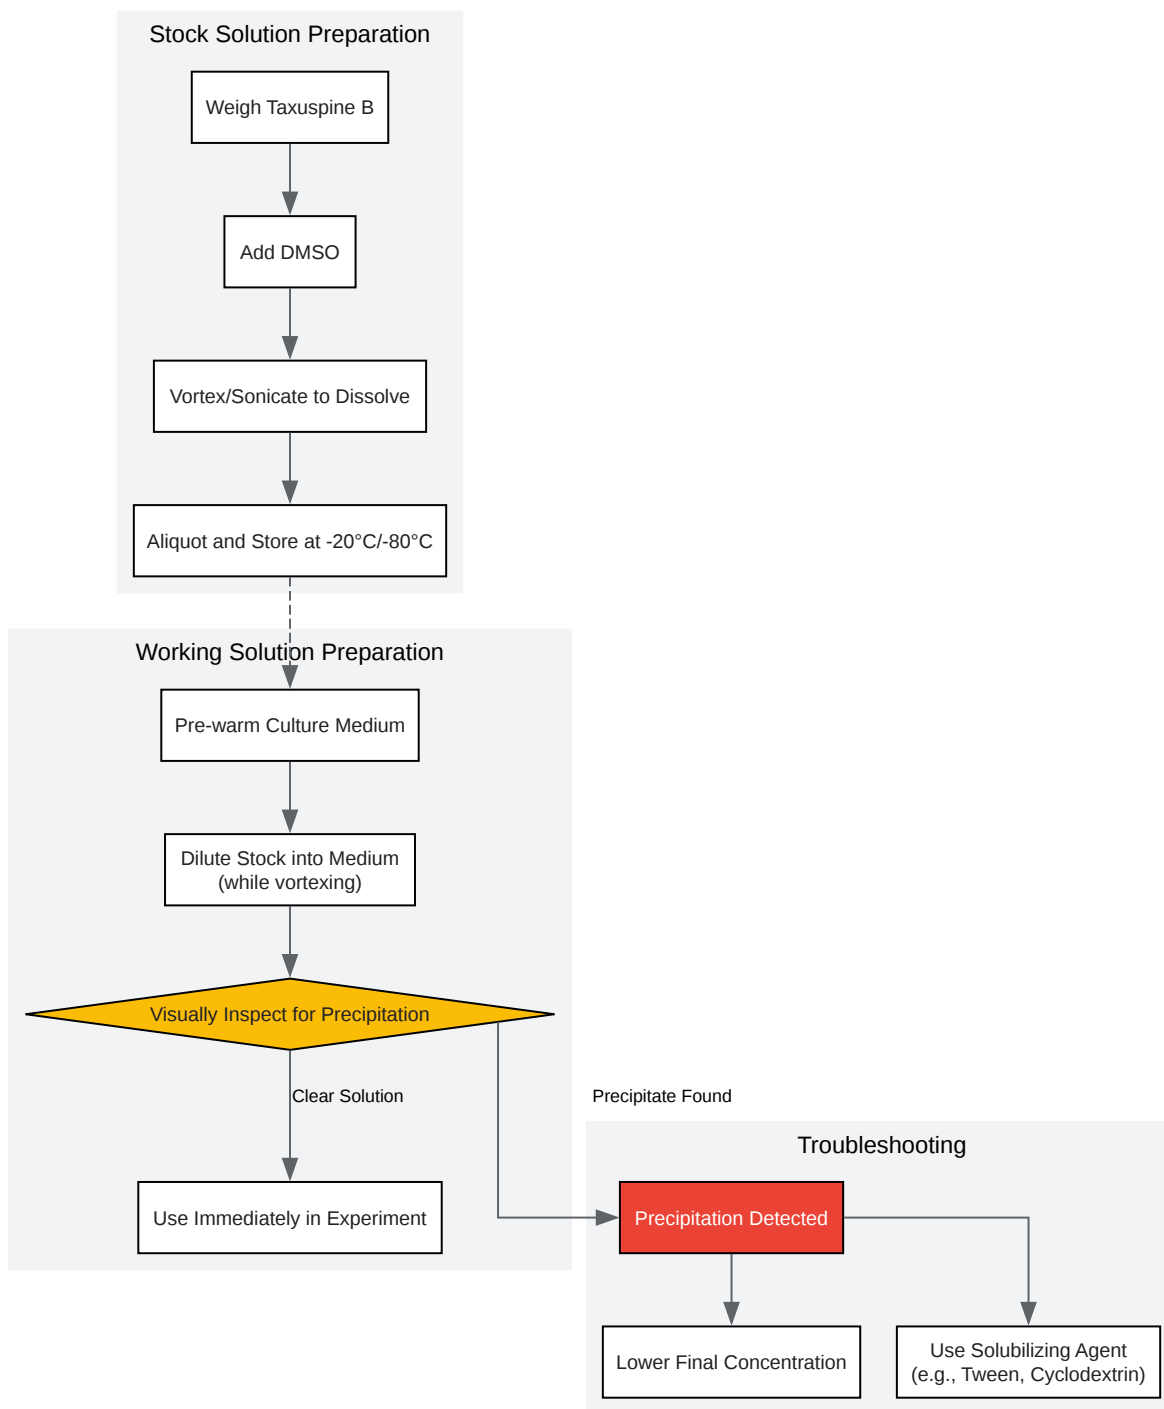 Stock Solution Preparation
Weigh Taxuspine B
Add DMSO
Vortex/Sonicate to Dissolve
Aliquot and Store at -20°C/-80°C
Working Solution Preparation
Pre-warm Culture Medium
Dilute Stock into Medium
(while vortexing)
Visually Inspect for Precipitation
Clear Solution
Precipitate Found
Use Immediately in Experiment
Troubleshooting
Precipitation Detected
Lower Final Concentration
Use Solubilizing Agent
(e.g., Tween, Cyclodextrin)